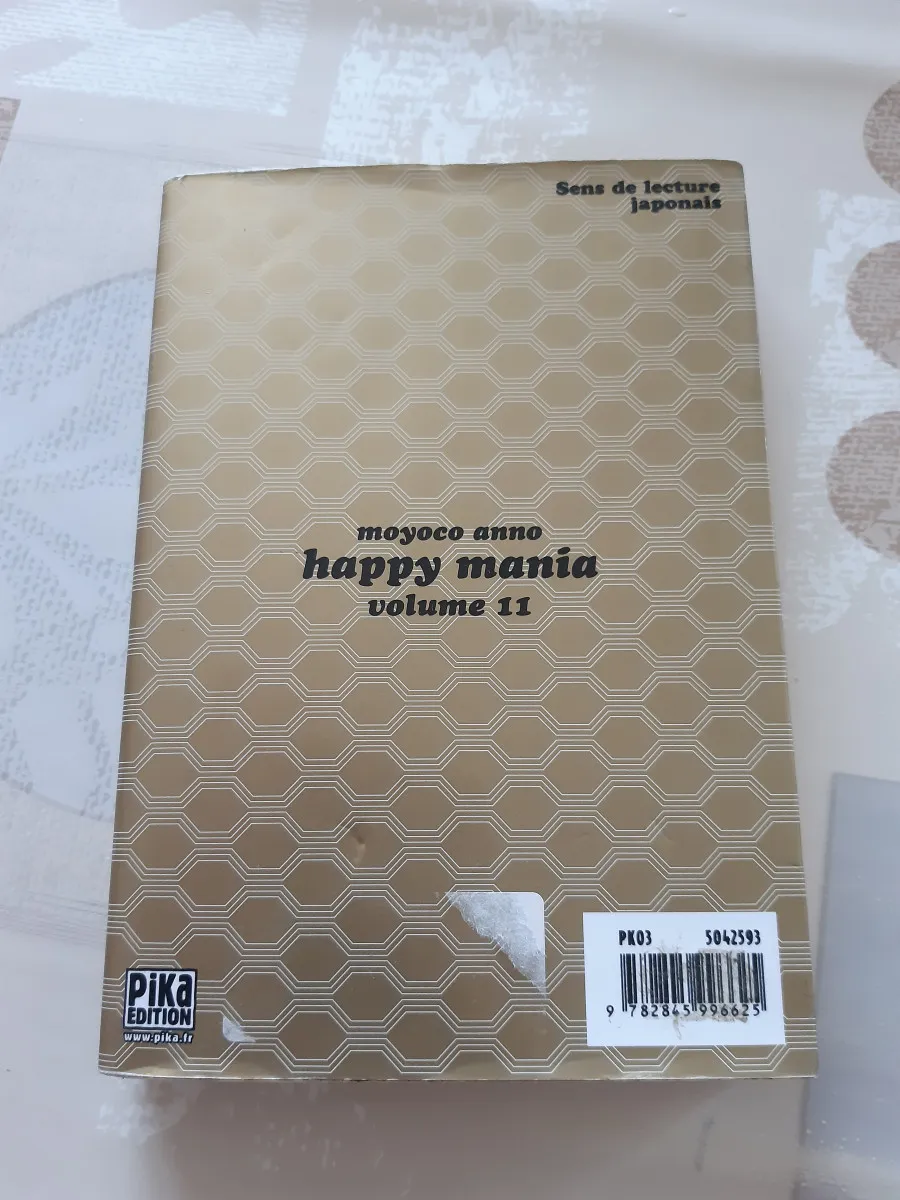 Sens de lecture
japonais
moyoco anno
happy mania
volume 11
PK03 5042593
9 782845 996625
PiKa
EDITION
www.pika.fr